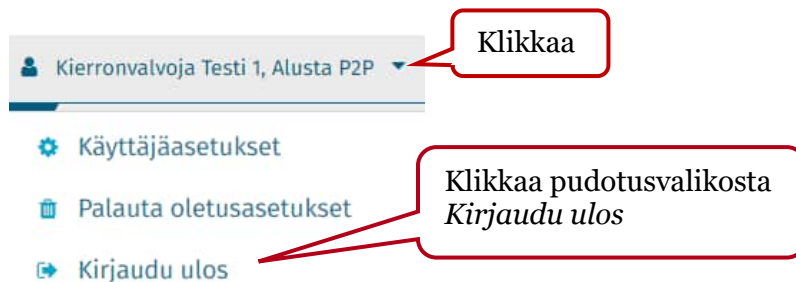 Klikkaa
Kierronvalvoja Testi 1, Alusta P2P
Käyttäjäasetukset
Klikkaa pudotusvalikosta
Kirjaudu ulos
Palauta oletusasetukset
Kirjaudu ulos